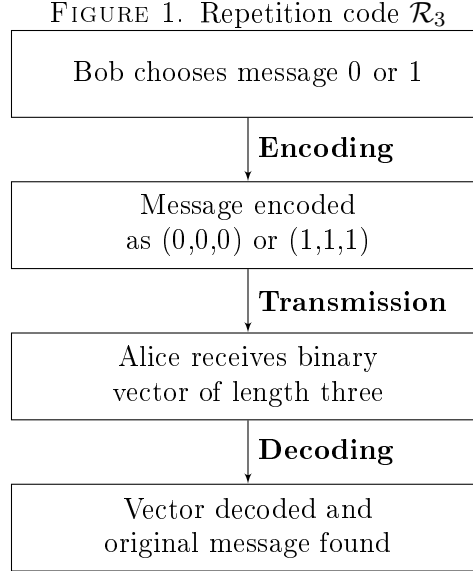 FIGURE 1. Repetition code R₃
Bob chooses message 0 or 1
Encoding
Message encoded
as (0,0,0) or (1,1,1)
Transmission
Alice receives binary
vector of length three
Decoding
Vector decoded and
original message found